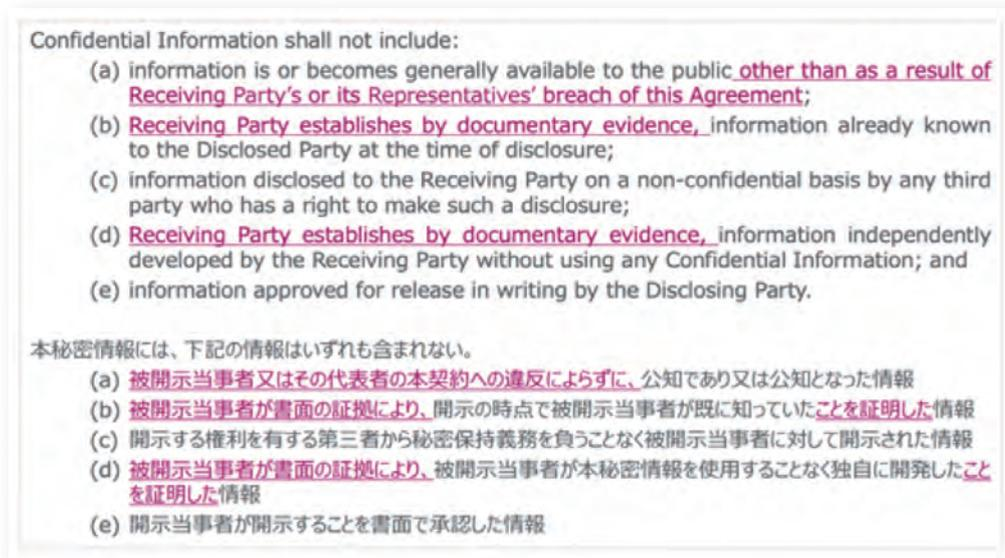 Confidential Information shall not include:
(a) information is or becomes generally available to the public other than as a result of
Receiving Party's or its Representatives' breach of this Agreement;
(b) Receiving Party establishes by documentary evidence, information already known
to the Disclosed Party at the time of disclosure;
(c) information disclosed to the Receiving Party on a non-confidential basis by any third
party who has a right to make such a disclosure;
(d) Receiving Party establishes by documentary evidence, information independently
developed by the Receiving Party without using any Confidential Information; and
(e) information approved for release in writing by the Disclosing Party.
本秘密情報には、下記の情報はいずれも含まれない。
(a) 被開示当事者又はその代表者の本契約への違反によらずに、公知であり又は公知となった情報
(b) 被開示当事者が書面の証拠により、開示の時点で被開示当事者が既に知っていたことを証明した情報
(c) 開示する権利を有する第三者から秘密保持義務を負うことなく被開示当事者に対して開示された情報
(d) 被開示当事者が書面の証拠により、被開示当事者が本秘密情報を使用することなく独自に開発したこと
を証明した情報
(e) 開示当事者が開示することを書面で承認した情報